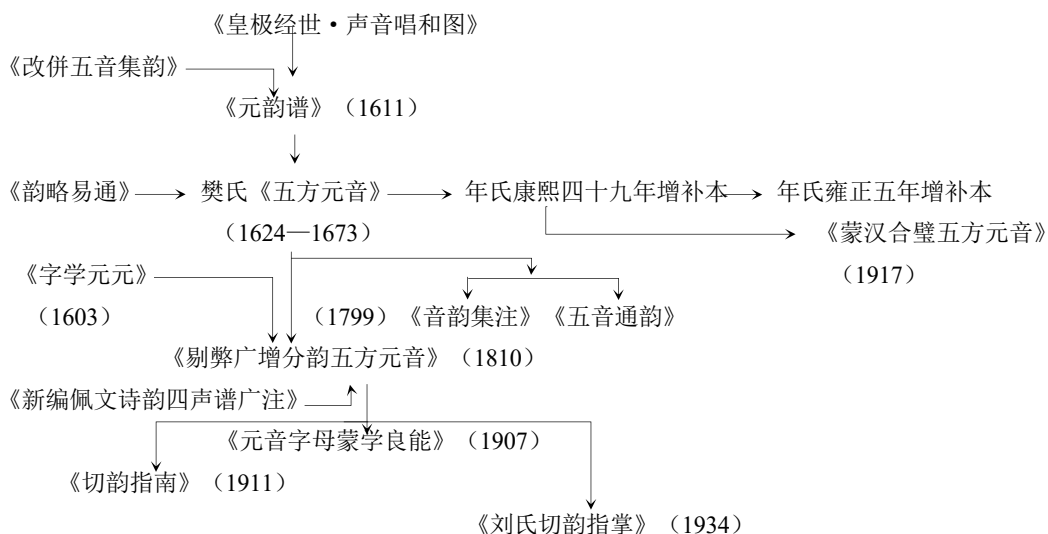 《皇极经世·声音唱和图》
《改併五音集韵》
《元韵谱》（1611）
《韵略易通》 樊氏《五方元音》 年氏康熙四十九年增补本 年氏雍正五年增补本
（1624—1673） 《蒙汉合璧五方元音》
《字学元元》 （1917）
（1603） （1799）《音韵集注》《五音通韵》
《剔弊广增分韵五方元音》（1810）
《新编佩文诗韵四声谱广注》
《元音字母蒙学良能》（1907）
《切韵指南》（1911）
《刘氏切韵指掌》（1934）